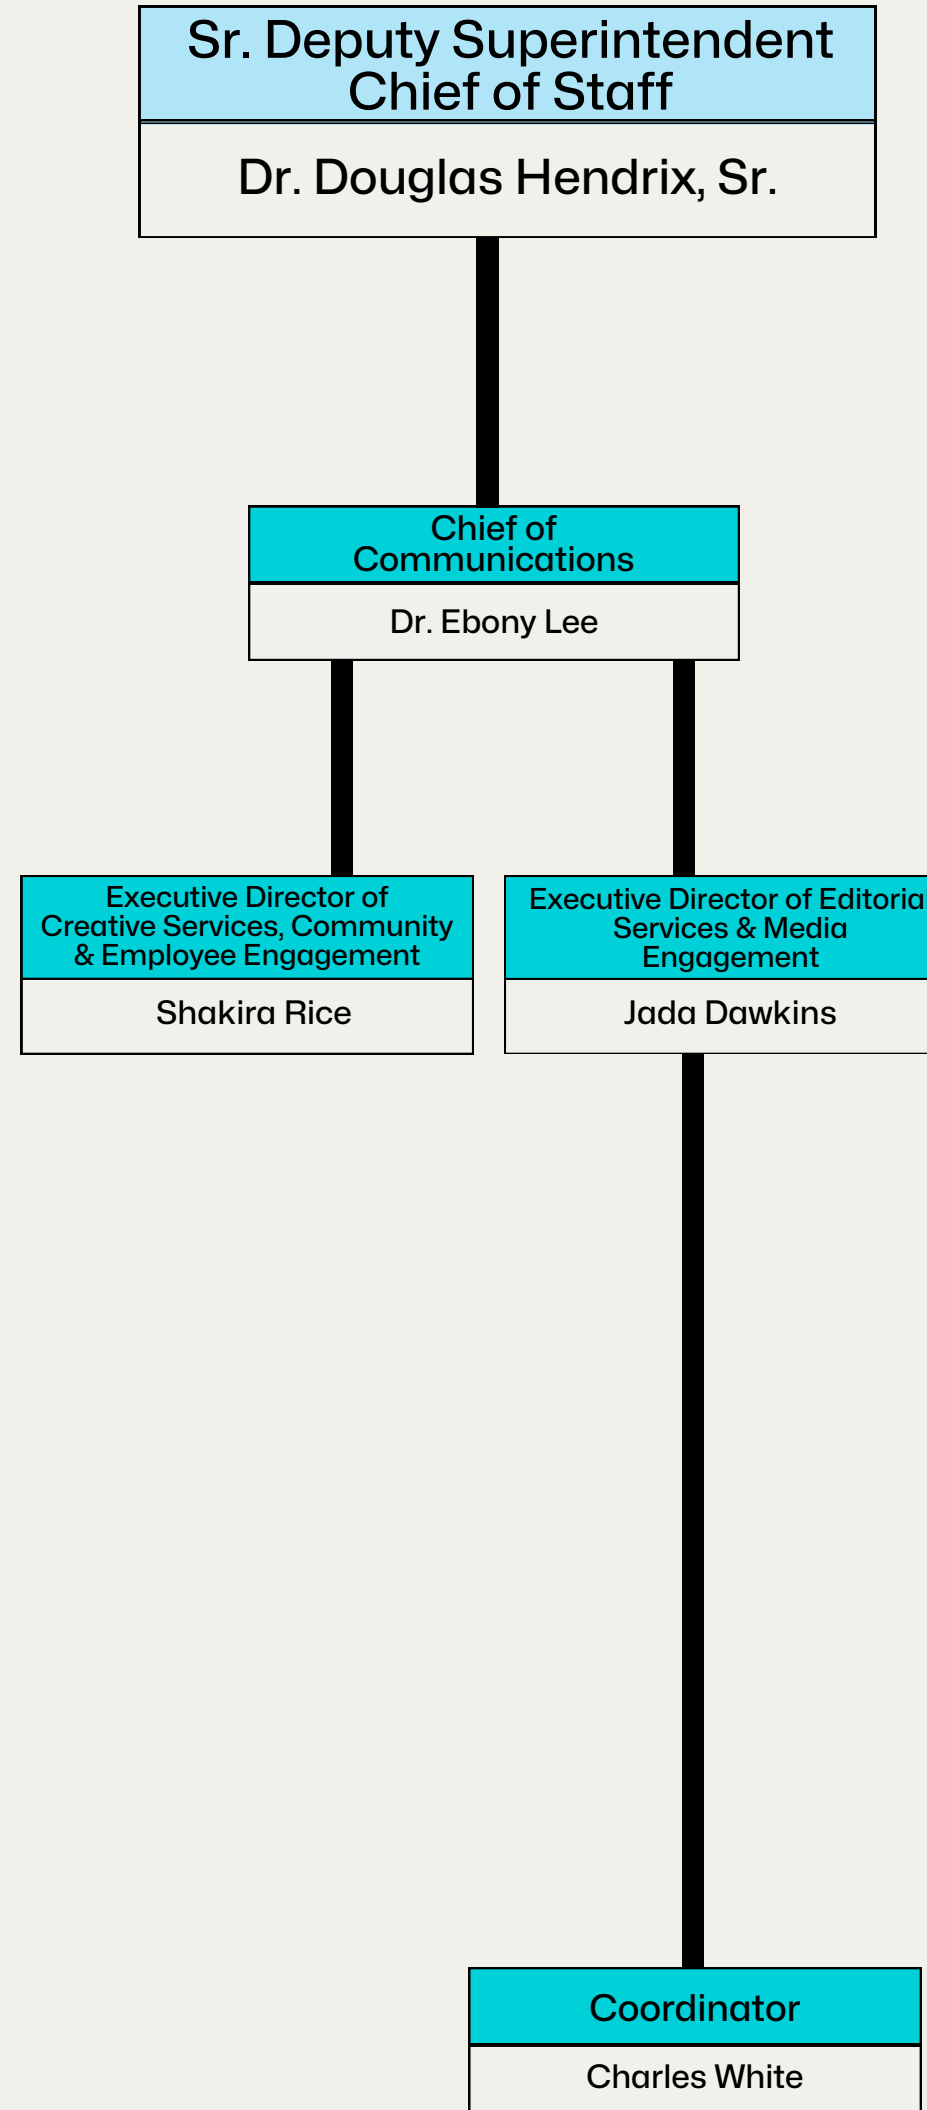 Sr. Deputy Superintendent
Chief of Staff
Dr. Douglas Hendrix, Sr.
Chief of
Communications
Dr. Ebony Lee
Executive Director of
Creative Services, Community
& Employee Engagement
Shakira Rice
Executive Director of Editoria
Services & Media
Engagement
Jada Dawkins
Coordinator
Charles White